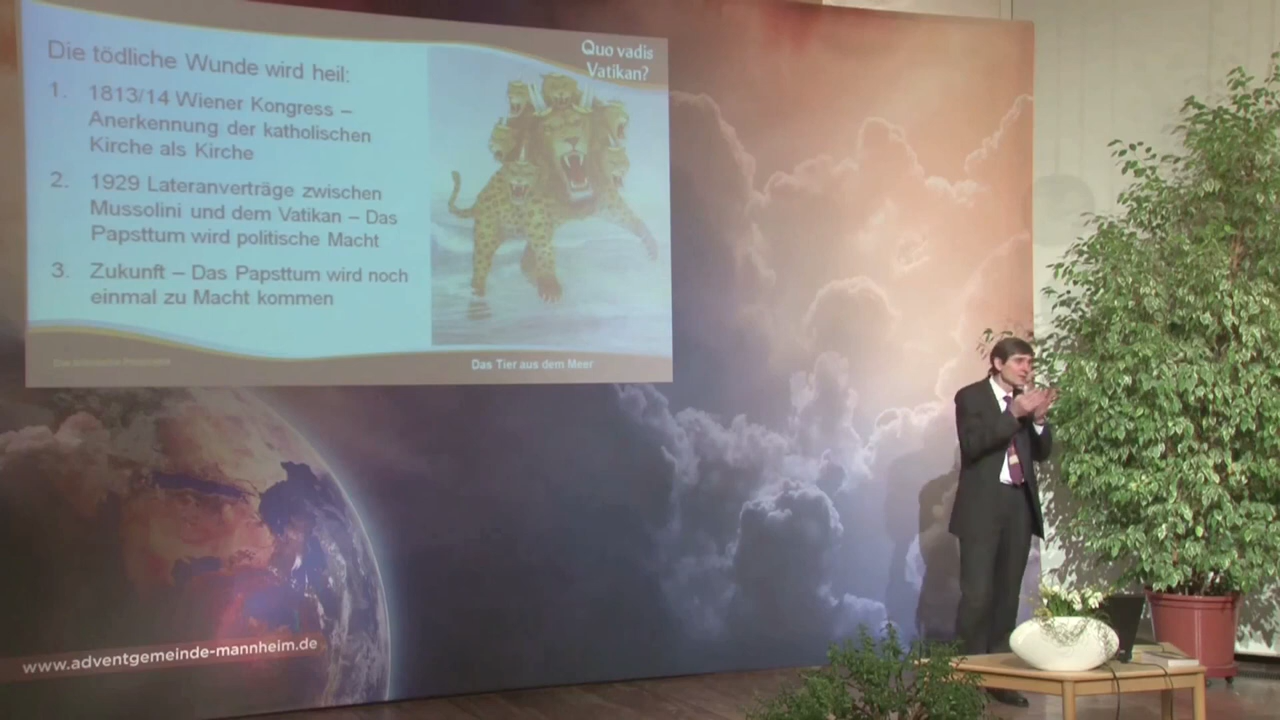 Die tödliche Wunde wird heil:
Quo vadis
Vatikan?
1. 1813/14 Wiener Kongress –
Anerkennung der katholischen
Kirche als Kirche
2. 1929 Lateranverträge zwischen
Mussolini und dem Vatikan – Das
Papsttum wird politische Macht
3. Zukunft – Das Papsttum wird noch
einmal zu Macht kommen
Das Tier aus dem Meer
www.adventgemeinde-mannheim.de